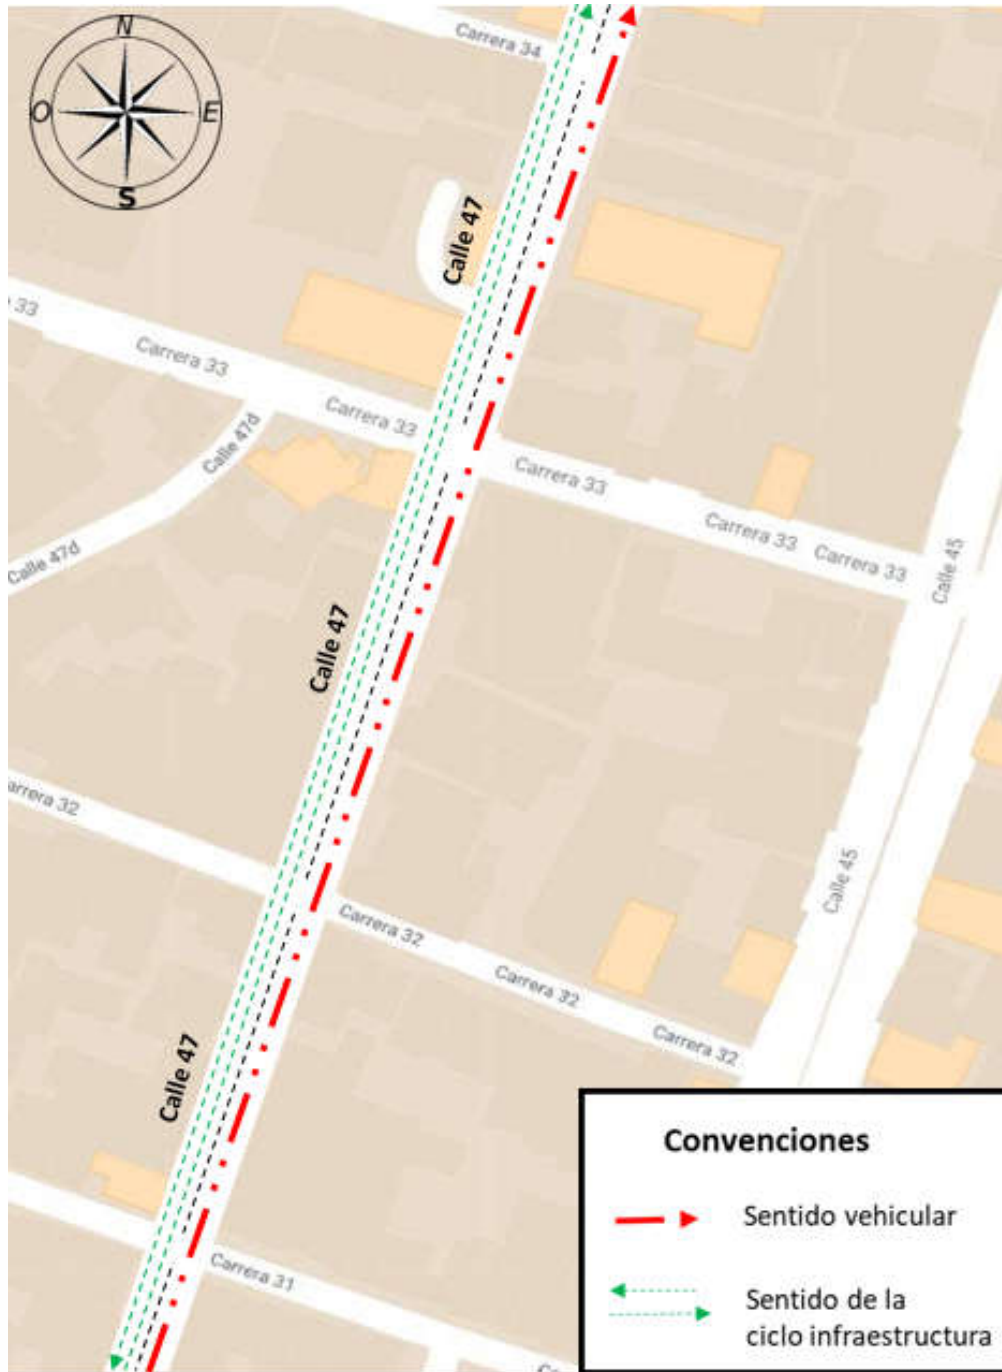 N
Carrera 34
O
E
S
Calle 47
33
Carrera 33
Carrera 33
Calle 47d
Carrera 33
Carrera 33
Carrera 33
Calle 45
Calle 47d
Calle 47
Carrera 32
Calle 45
Carrera 32
Carrera 32
Carrera 32
Calle 47
Carrera 31
Convenciones
Sentido vehicular
Sentido de la
ciclo infraestructura